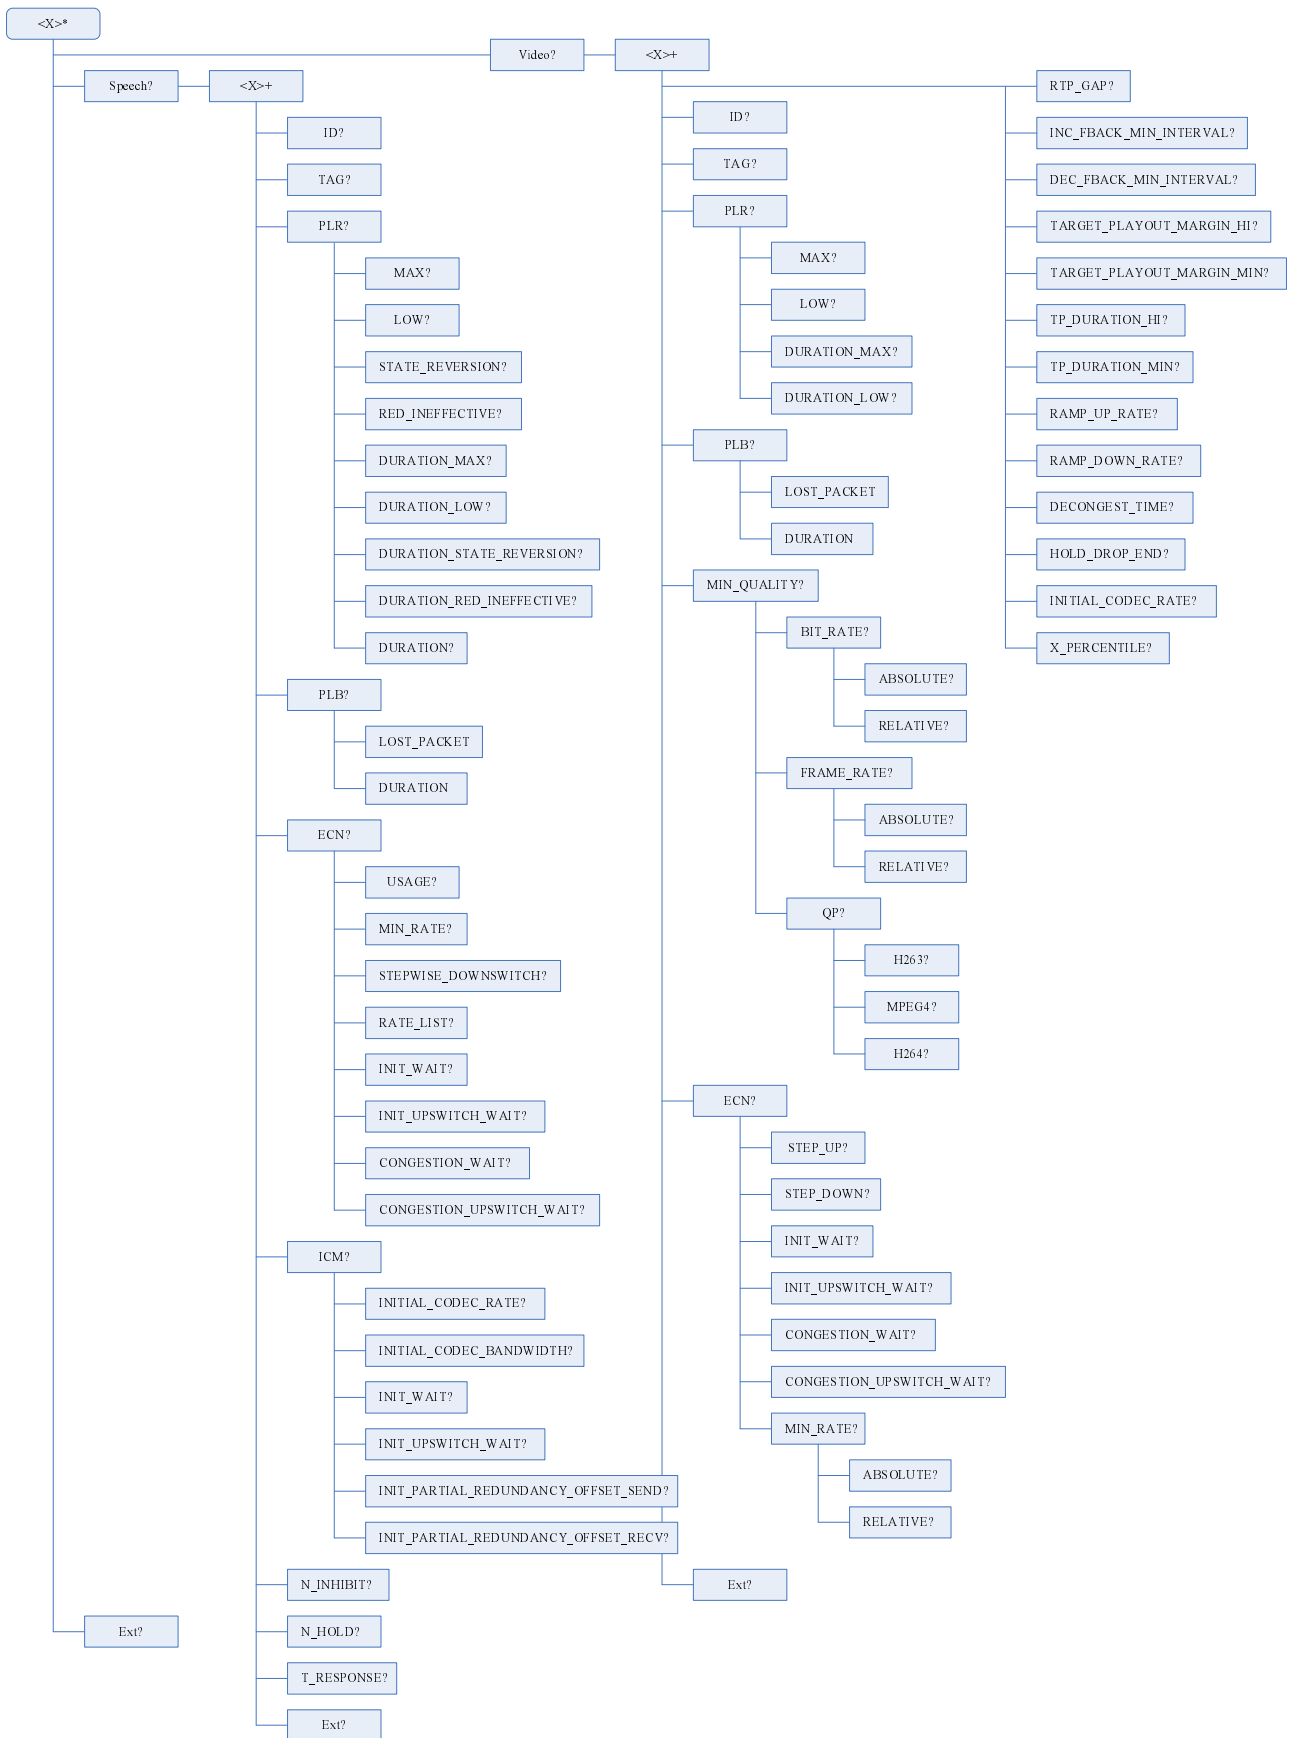 <X>*
Video?
<X>+
Speech?
<X>+
ID?
TAG?
PLR?
MAX?
LOW?
STATE_REVERSION?
RED_INEFFECTIVE?
DURATION_MAX?
DURATION_LOW?
DURATION_STATE_REVERSION?
DURATION_RED_INEFFECTIVE?
DURATION?
PLB?
LOST_PACKET
DURATION
ECN?
USAGE?
MIN_RATE?
STEPWISE_DOWNSWITCH?
RATE_LIST?
INIT_WAIT?
INIT_UPSWITCH_WAIT?
CONGESTION_WAIT?
CONGESTION_UPSWITCH_WAIT?
ICM?
INITIAL_CODEC_RATE?
INITIAL_CODEC_BANDWIDTH?
INIT_WAIT?
INIT_UPSWITCH_WAIT?
INIT_PARTIAL_REDUNDANCY_OFFSET_SEND?
INIT_PARTIAL_REDUNDANCY_OFFSET_RECV?
N_INHIBIT?
N_HOLD?
T_RESPONSE?
Ext?
Ext?
ID?
TAG?
PLR?
MAX?
LOW?
DURATION_MAX?
DURATION_LOW?
PLB?
LOST_PACKET
DURATION
MIN_QUALITY?
BIT_RATE?
ABSOLUTE?
RELATIVE?
FRAME_RATE?
ABSOLUTE?
RELATIVE?
QP?
H263?
MPEG4?
H264?
ECN?
STEP_UP?
STEP_DOWN?
INIT_WAIT?
INIT_UPSWITCH_WAIT?
CONGESTION_WAIT?
CONGESTION_UPSWITCH_WAIT?
MIN_RATE?
ABSOLUTE?
RELATIVE?
Ext?
RTP_GAP?
INC_FBACK_MIN_INTERVAL?
DEC_FBACK_MIN_INTERVAL?
TARGET_PLAYOUT_MARGIN_HI?
TARGET_PLAYOUT_MARGIN_MIN?
TP_DURATION_HI?
TP_DURATION_MIN?
RAMP_UP_RATE?
RAMP_DOWN_RATE?
DECONGEST_TIME?
HOLD_DROP_END?
INITIAL_CODEC_RATE?
X_PERCENTILE?